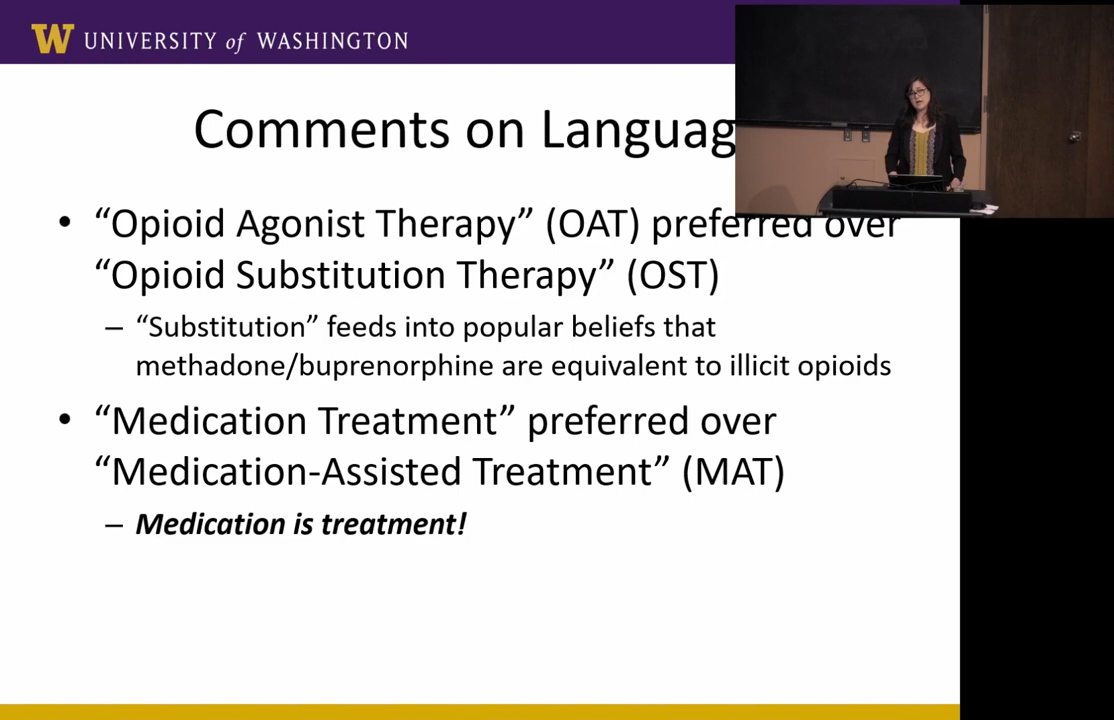 W UNIVERSITY of WASHINGTON
Comments on Languag
• “Opioid Agonist Therapy” (OAT) preferred over
“Opioid Substitution Therapy” (OST)
– “Substitution” feeds into popular beliefs that
methadone/buprenorphine are equivalent to illicit opioids
• “Medication Treatment” preferred over
“Medication-Assisted Treatment” (MAT)
– Medication is treatment!